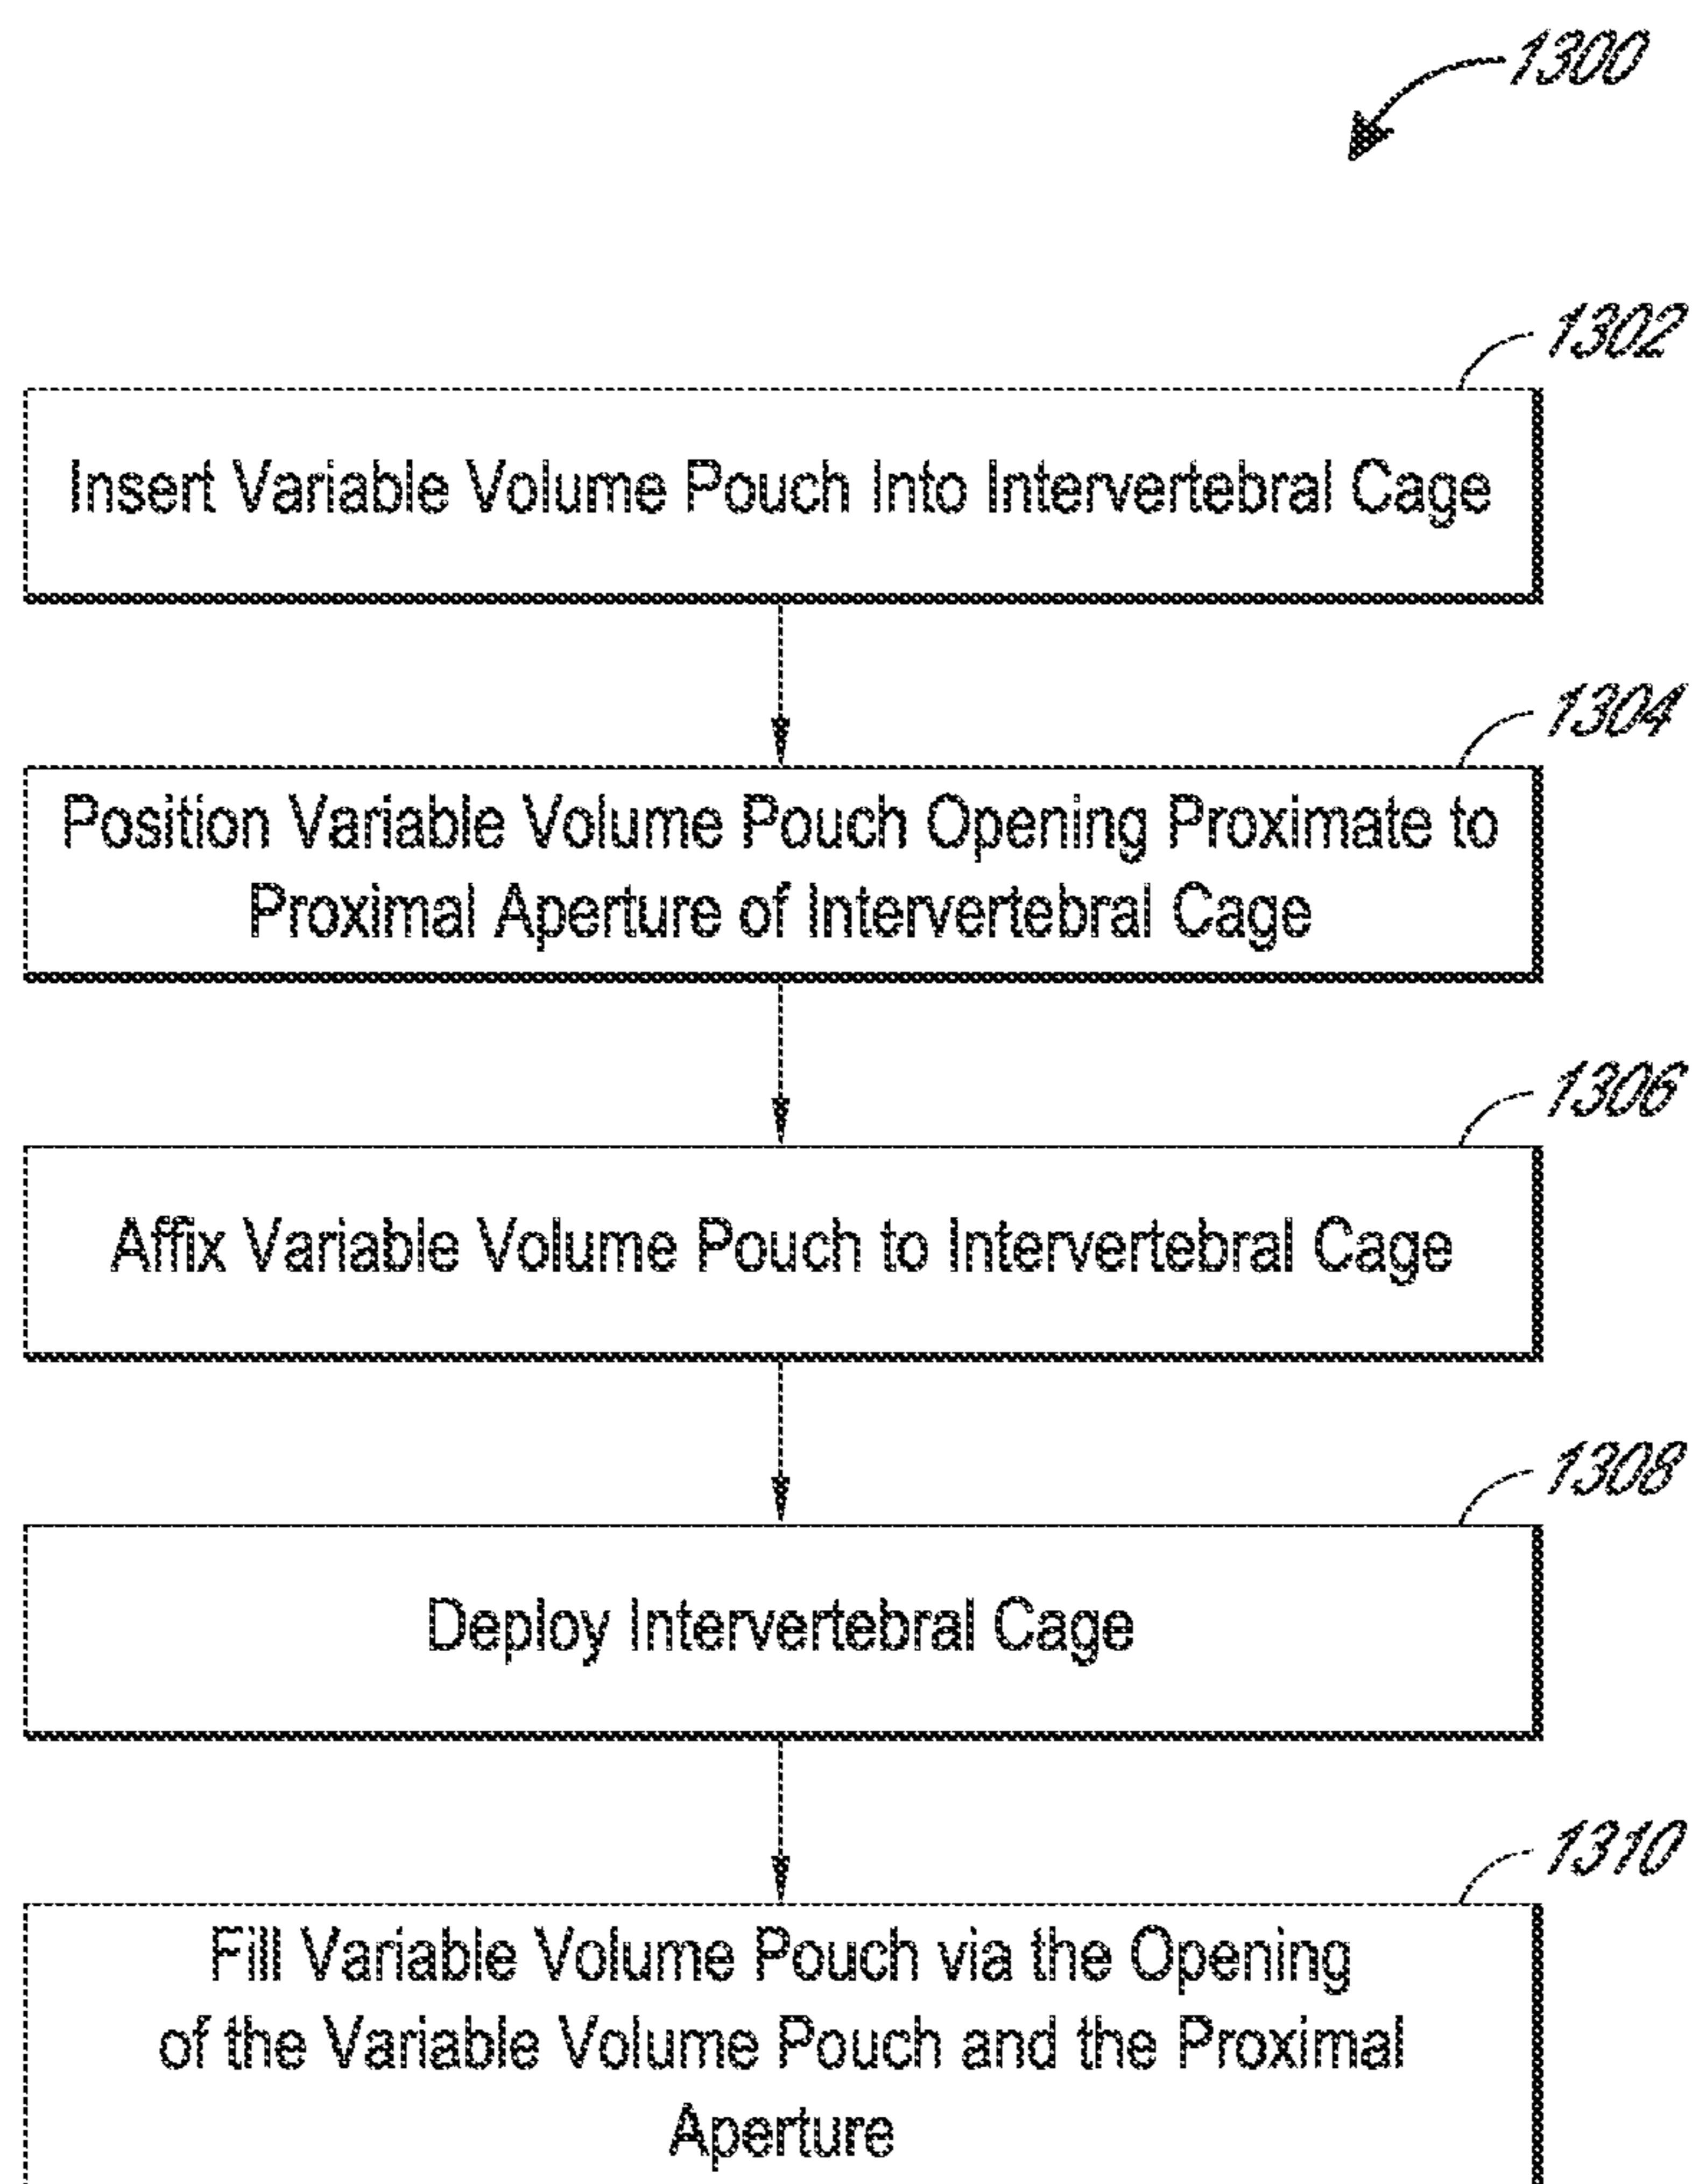 1300
1302
Insert Variable Volume Pouch Into Intervertebral Cage
1304
Position Variable Volume Pouch Opening Proximate to
Proximal Aperture of Intervertebral Cage
1306
Affix Variable Volume Pouch to Intervertebral Cage
1308
Deploy Intervertebral Cage
1310
Fill Variable Volume Pouch via the Opening
of the Variable Volume Pouch and the Proximal
Aperture